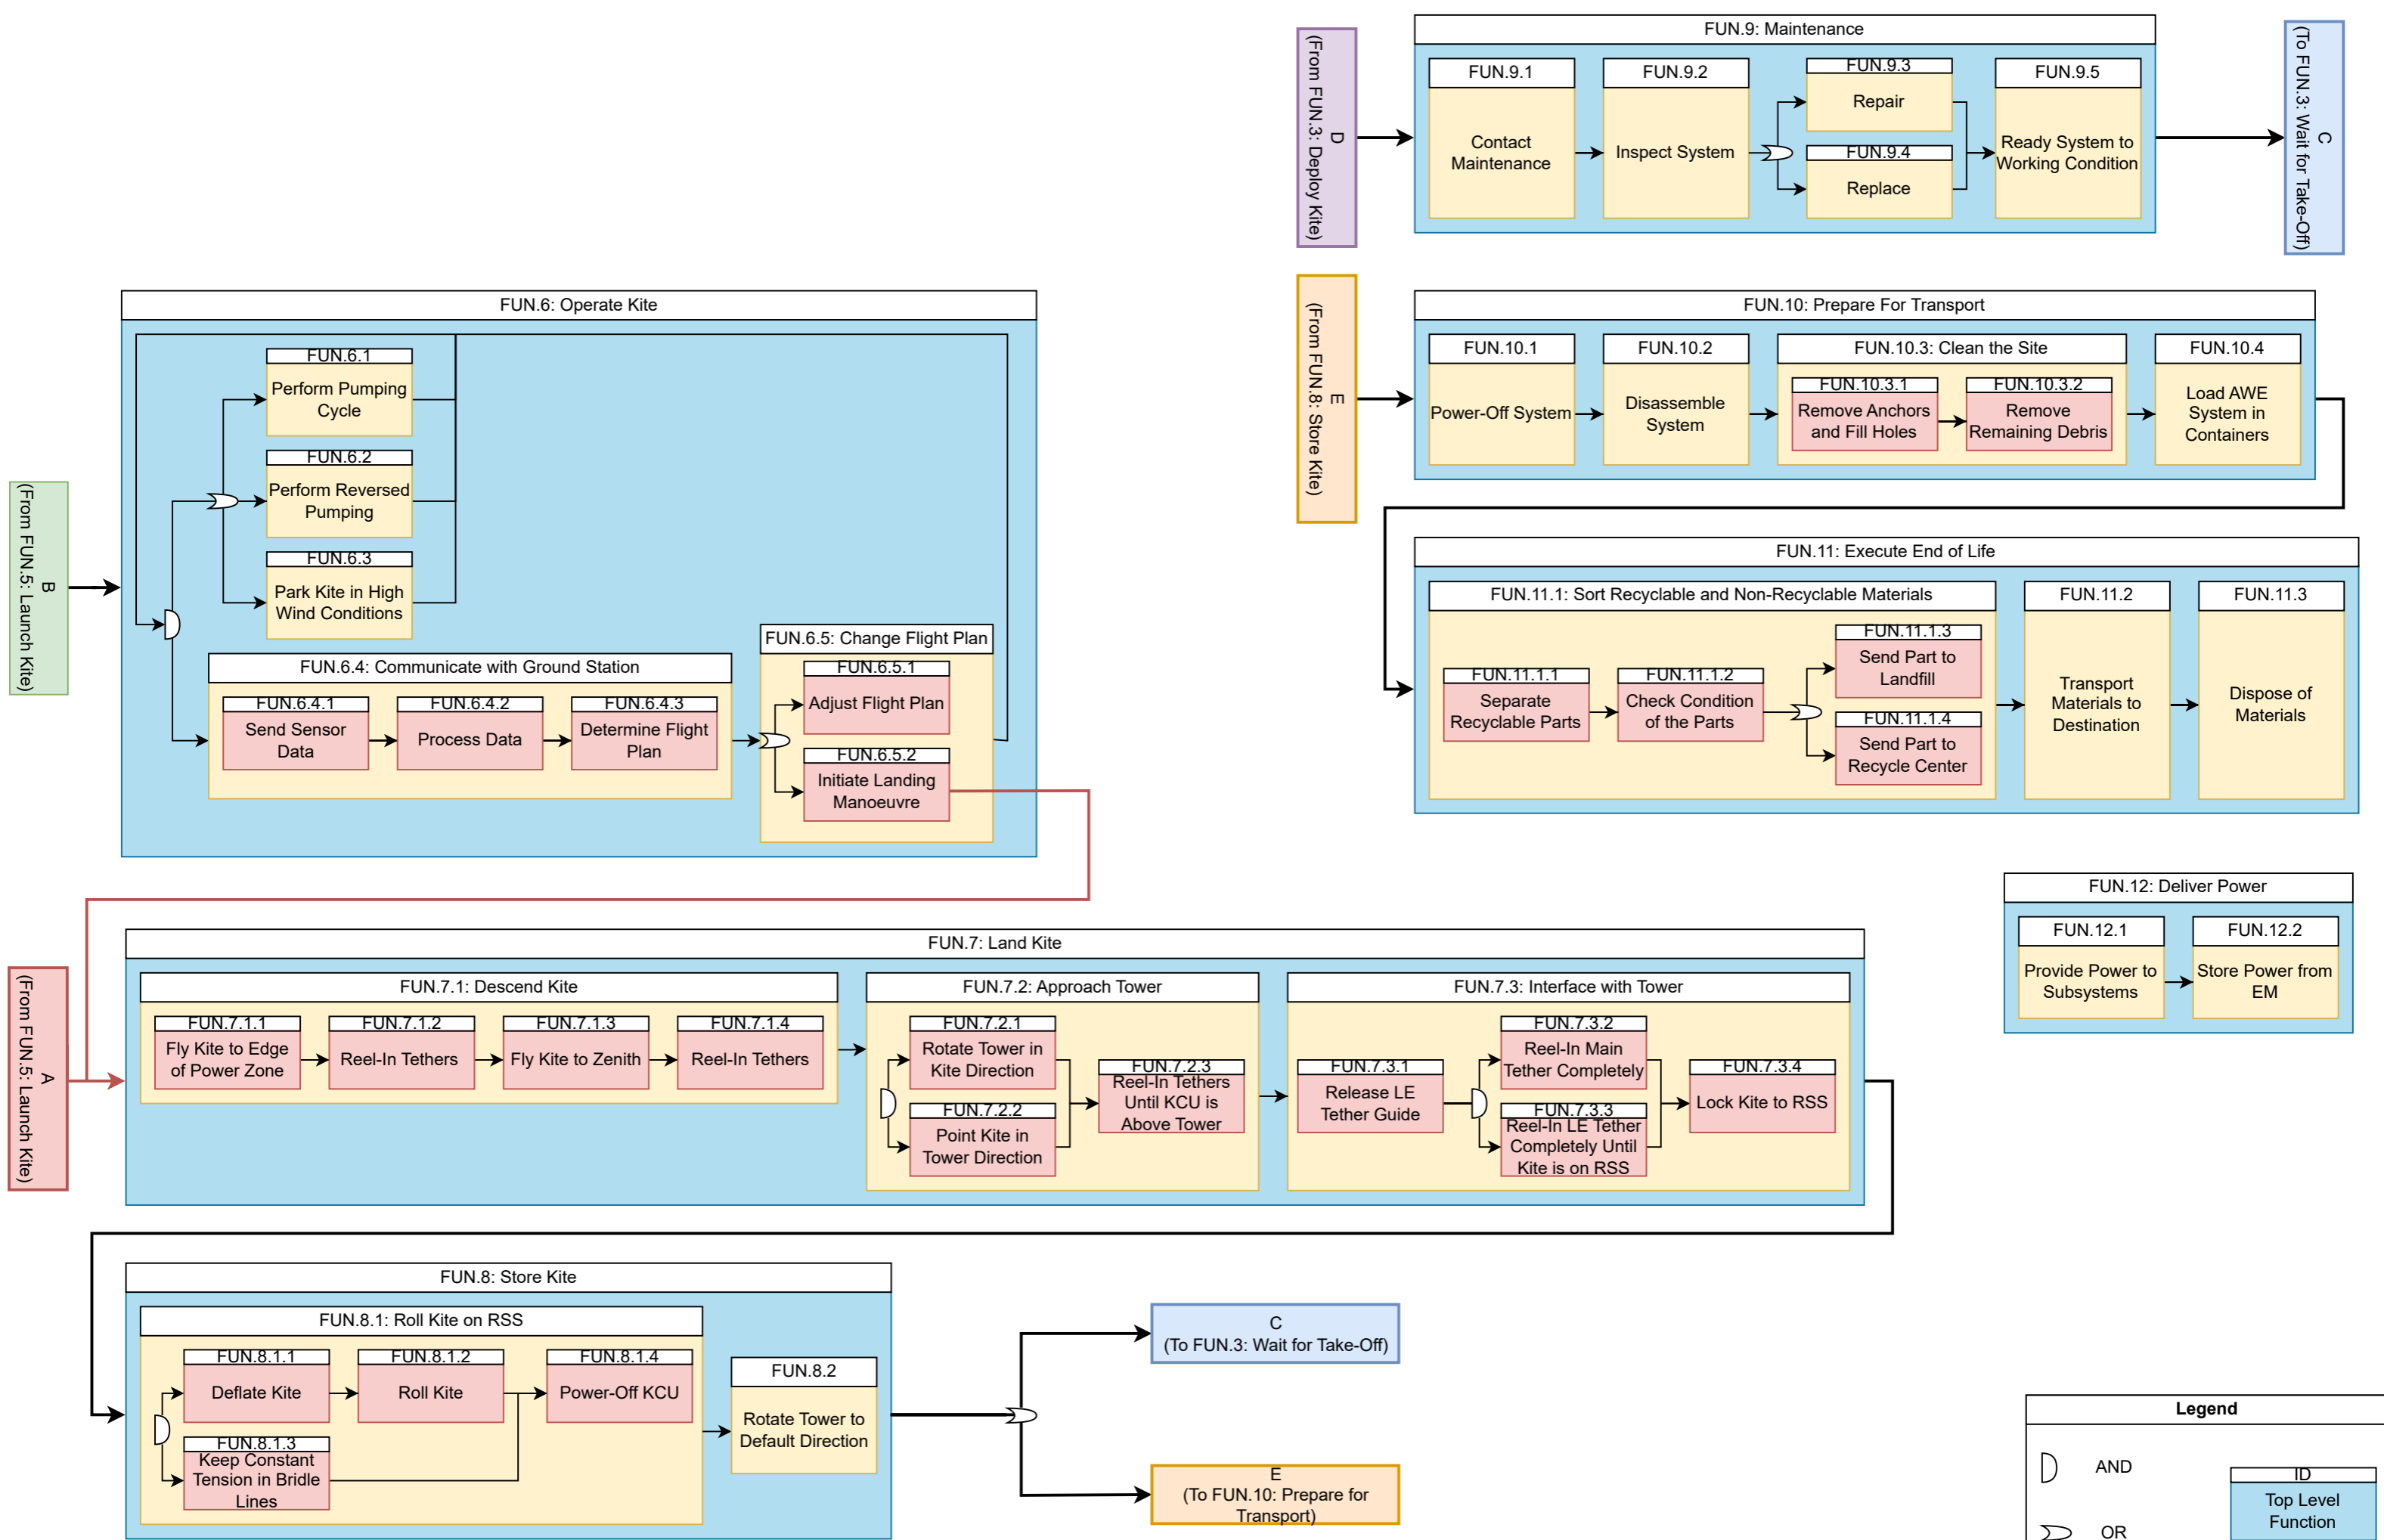 D
(From FUN.3: Deploy Kite)
FUN.9: Maintenance
FUN.9.1
Contact
Maintenance
FUN.9.2
Inspect System
FUN.9.3
Repair
FUN.9.4
Replace
FUN.9.5
Ready System to
Working Condition
C
(To FUN.3: Wait for Take-Off)
E
(From FUN.8: Store Kite)
FUN.10: Prepare For Transport
FUN.10.1
Power-Off System
FUN.10.2
Disassemble
System
FUN.10.3: Clean the Site
FUN.10.3.1
Remove Anchors
and Fill Holes
FUN.10.3.2
Remove
Remaining Debris
FUN.10.4
Load AWE
System in
Containers
FUN.11: Execute End of Life
FUN.11.1: Sort Recyclable and Non-Recyclable Materials
FUN.11.1.1
Separate
Recyclable Parts
FUN.11.1.2
Check Condition
of the Parts
FUN.11.1.3
Send Part to
Landfill
FUN.11.1.4
Send Part to
Recycle Center
FUN.11.2
Transport
Materials to
Destination
FUN.11.3
Dispose of
Materials
B
(From FUN.5: Launch Kite)
FUN.6: Operate Kite
FUN.6.1
Perform Pumping
Cycle
FUN.6.2
Perform Reversed
Pumping
FUN.6.3
Park Kite in High
Wind Conditions
FUN.6.4: Communicate with Ground Station
FUN.6.4.1
Send Sensor
Data
FUN.6.4.2
Process Data
FUN.6.4.3
Determine Flight
Plan
FUN.6.5: Change Flight Plan
FUN.6.5.1
Adjust Flight Plan
FUN.6.5.2
Initiate Landing
Manoeuvre
FUN.12: Deliver Power
FUN.12.1
Provide Power to
Subsystems
FUN.12.2
Store Power from
EM
A
(From FUN.5: Launch Kite)
FUN.7: Land Kite
FUN.7.1: Descend Kite
FUN.7.1.1
Fly Kite to Edge
of Power Zone
FUN.7.1.2
Reel-In Tethers
FUN.7.1.3
Fly Kite to Zenith
FUN.7.1.4
Reel-In Tethers
FUN.7.2: Approach Tower
FUN.7.2.1
Rotate Tower in
Kite Direction
FUN.7.2.2
Point Kite in
Tower Direction
FUN.7.2.3
Reel-In Tethers
Until KCU is
Above Tower
FUN.7.3: Interface with Tower
FUN.7.3.1
Release LE
Tether Guide
FUN.7.3.2
Reel-In Main
Tether Completely
FUN.7.3.3
Reel-In LE Tether
Completely Until
Kite is on RSS
FUN.7.3.4
Lock Kite to RSS
FUN.8: Store Kite
FUN.8.1: Roll Kite on RSS
FUN.8.1.1
Deflate Kite
FUN.8.1.2
Roll Kite
FUN.8.1.4
Power-Off KCU
FUN.8.1.3
Keep Constant
Tension in Bridle
Lines
FUN.8.2
Rotate Tower to
Default Direction
C
(To FUN.3: Wait for Take-Off)
E
(To FUN.10: Prepare for
Transport)
Legend
AND
OR
ID
Top Level
Function